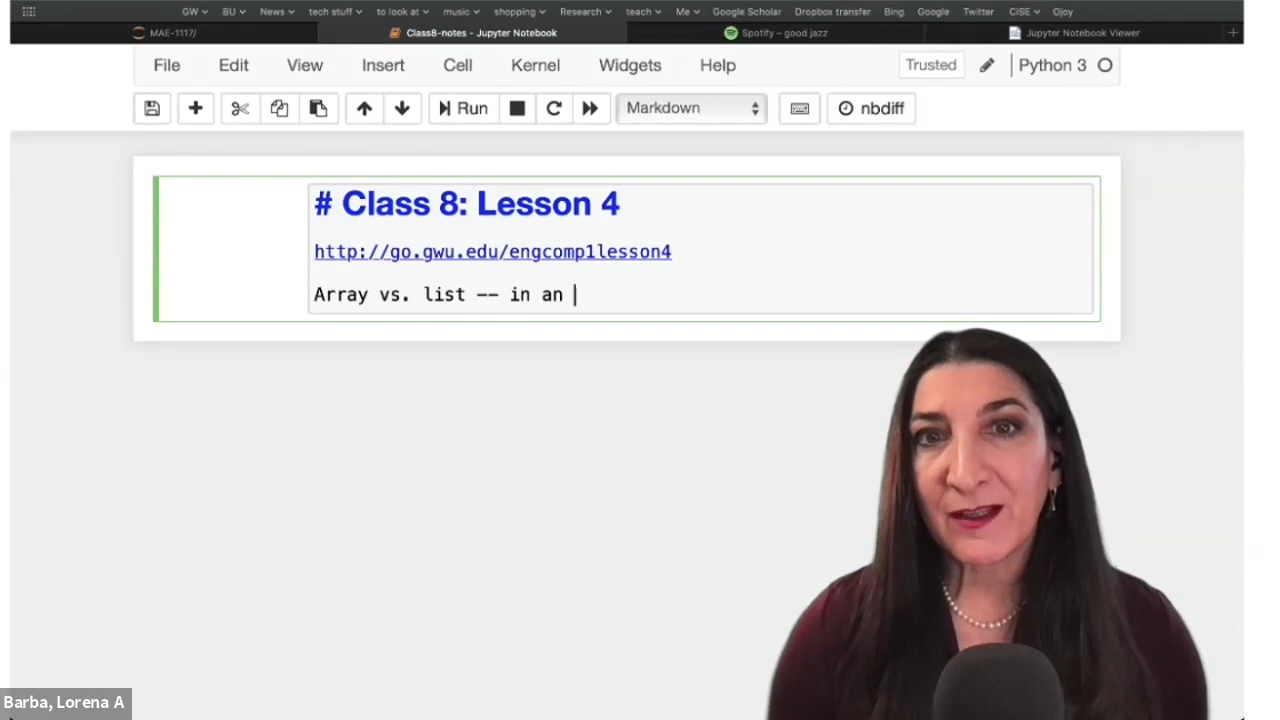 GW BU News tech stuff to look at music shopping Research teach Me Google Scholar Dropbox transfer Bing Google Twitter CiSE Ojoy
MAE-1117/ Class8-notes - Jupyter Notebook Spotify – good jazz Jupyter Notebook Viewer +
File Edit View Insert Cell Kernel Widgets Help Trusted Python 3
Run Markdown nbdiff
# Class 8: Lesson 4
http://go.gwu.edu/engcomp1lesson4
Array vs. list -- in an
Barba, Lorena A